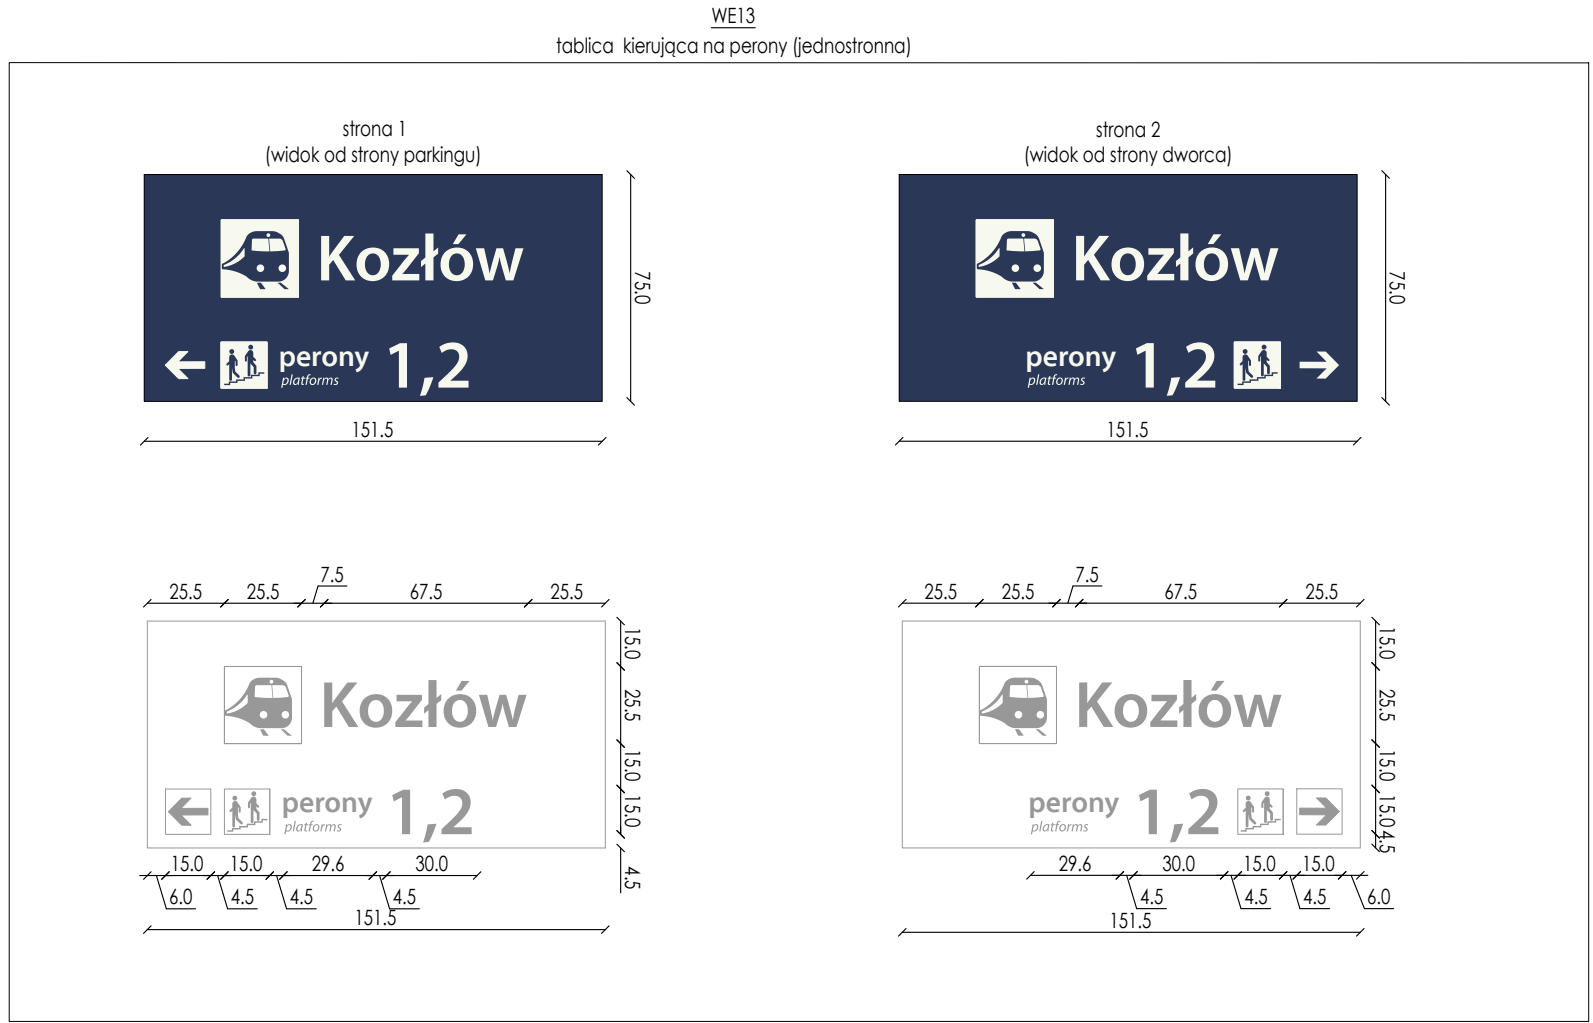 WE13
tablica kierująca na perony (jednostronna)
strona 1
(widok od strony parkingu)
Kozłów
perony
platforms
1,2
75.0
151.5
strona 2
(widok od strony dworca)
Kozłów
perony
platforms
1,2
75.0
151.5
25.5 25.5 7.5 67.5 25.5
Kozłów
perony
platforms
1,2
15.0
25.5
15.0
15.0
4.5
15.0 15.0 29.6 30.0
6.0 4.5 4.5 4.5
151.5
25.5 25.5 7.5 67.5 25.5
Kozłów
perony
platforms
1,2
15.0
25.5
15.0
15.0
4.5
29.6 30.0 15.0 15.0
4.5 4.5 4.5 6.0
151.5